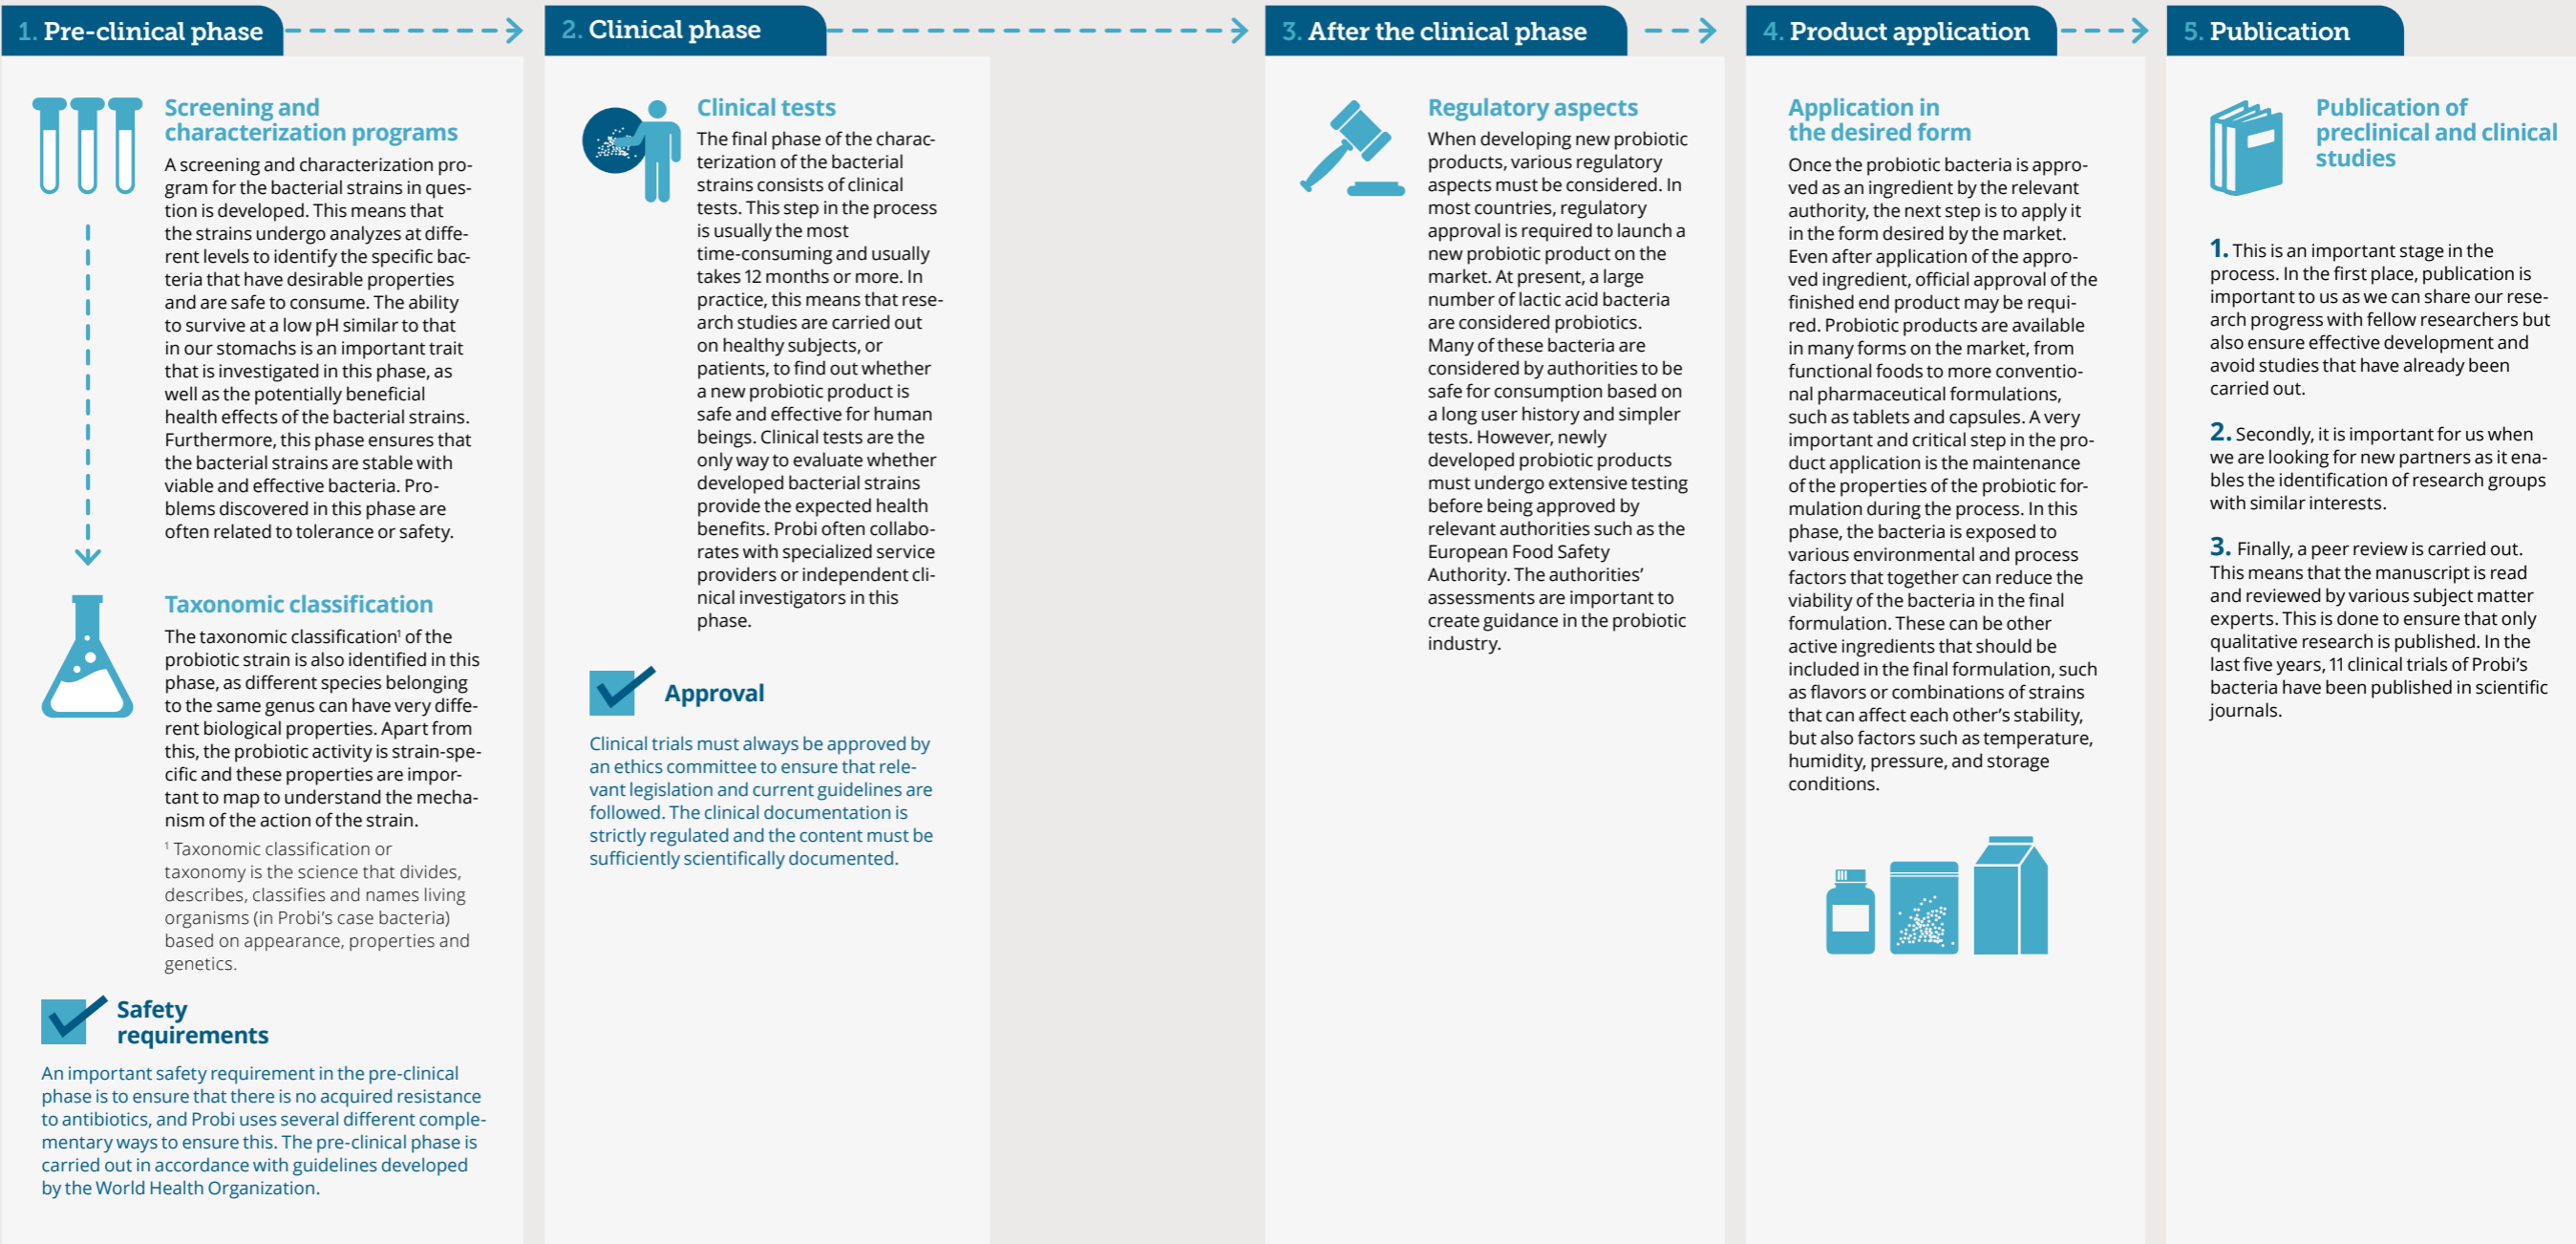 1. Pre-clinical phase
Screening and
characterization programs
A screening and characterization pro-
gram for the bacterial strains in ques-
tion is developed. This means that
the strains undergo analyzes at diffe-
rent levels to identify the specific bac-
teria that have desirable properties
and are safe to consume. The ability
to survive at a low pH similar to that
in our stomachs is an important trait
that is investigated in this phase, as
well as the potentially beneficial
health effects of the bacterial strains.
Furthermore, this phase ensures that
the bacterial strains are stable with
viable and effective bacteria. Pro-
blems discovered in this phase are
often related to tolerance or safety.
Taxonomic classification
The taxonomic classification¹ of the
probiotic strain is also identified in this
phase, as different species belonging
to the same genus can have very diffe-
rent biological properties. Apart from
this, the probiotic activity is strain-spe-
cific and these properties are impor-
tant to map to understand the mecha-
nism of the action of the strain.
¹ Taxonomic classification or
taxonomy is the science that divides,
describes, classifies and names living
organisms (in Probi's case bacteria)
based on appearance, properties and
genetics.
Safety
requirements
An important safety requirement in the pre-clinical
phase is to ensure that there is no acquired resistance
to antibiotics, and Probi uses several different comple-
mentary ways to ensure this. The pre-clinical phase is
carried out in accordance with guidelines developed
by the World Health Organization.
2. Clinical phase
Clinical tests
The final phase of the charac-
terization of the bacterial
strains consists of clinical
tests. This step in the process
is usually the most
time-consuming and usually
takes 12 months or more. In
practice, this means that rese-
arch studies are carried out
on healthy subjects, or
patients, to find out whether
a new probiotic product is
safe and effective for human
beings. Clinical tests are the
only way to evaluate whether
developed bacterial strains
provide the expected health
benefits. Probi often collabo-
rates with specialized service
providers or independent cli-
nical investigators in this
phase.
Approval
Clinical trials must always be approved by
an ethics committee to ensure that rele-
vant legislation and current guidelines are
followed. The clinical documentation is
strictly regulated and the content must be
sufficiently scientifically documented.
3. After the clinical phase
Regulatory aspects
When developing new probiotic
products, various regulatory
aspects must be considered. In
most countries, regulatory
approval is required to launch a
new probiotic product on the
market. At present, a large
number of lactic acid bacteria
are considered probiotics.
Many of these bacteria are
considered by authorities to be
safe for consumption based on
a long user history and simpler
tests. However, newly
developed probiotic products
must undergo extensive testing
before being approved by
relevant authorities such as the
European Food Safety
Authority. The authorities'
assessments are important to
create guidance in the probiotic
industry.
4. Product application
Application in
the desired form
Once the probiotic bacteria is appro-
ved as an ingredient by the relevant
authority, the next step is to apply it
in the form desired by the market.
Even after application of the appro-
ved ingredient, official approval of the
finished end product may be requi-
red. Probiotic products are available
in many forms on the market, from
functional foods to more conventio-
nal pharmaceutical formulations,
such as tablets and capsules. A very
important and critical step in the pro-
duct application is the maintenance
of the properties of the probiotic for-
mulation during the process. In this
phase, the bacteria is exposed to
various environmental and process
factors that together can reduce the
viability of the bacteria in the final
formulation. These can be other
active ingredients that should be
included in the final formulation, such
as flavors or combinations of strains
that can affect each other's stability,
but also factors such as temperature,
humidity, pressure, and storage
conditions.
5. Publication
Publication of
preclinical and clinical
studies
1. This is an important stage in the
process. In the first place, publication is
important to us as we can share our rese-
arch progress with fellow researchers but
also ensure effective development and
avoid studies that have already been
carried out.
2. Secondly, it is important for us when
we are looking for new partners as it ena-
bles the identification of research groups
with similar interests.
3. Finally, a peer review is carried out.
This means that the manuscript is read
and reviewed by various subject matter
experts. This is done to ensure that only
qualitative research is published. In the
last five years, 11 clinical trials of Probi's
bacteria have been published in scientific
journals.